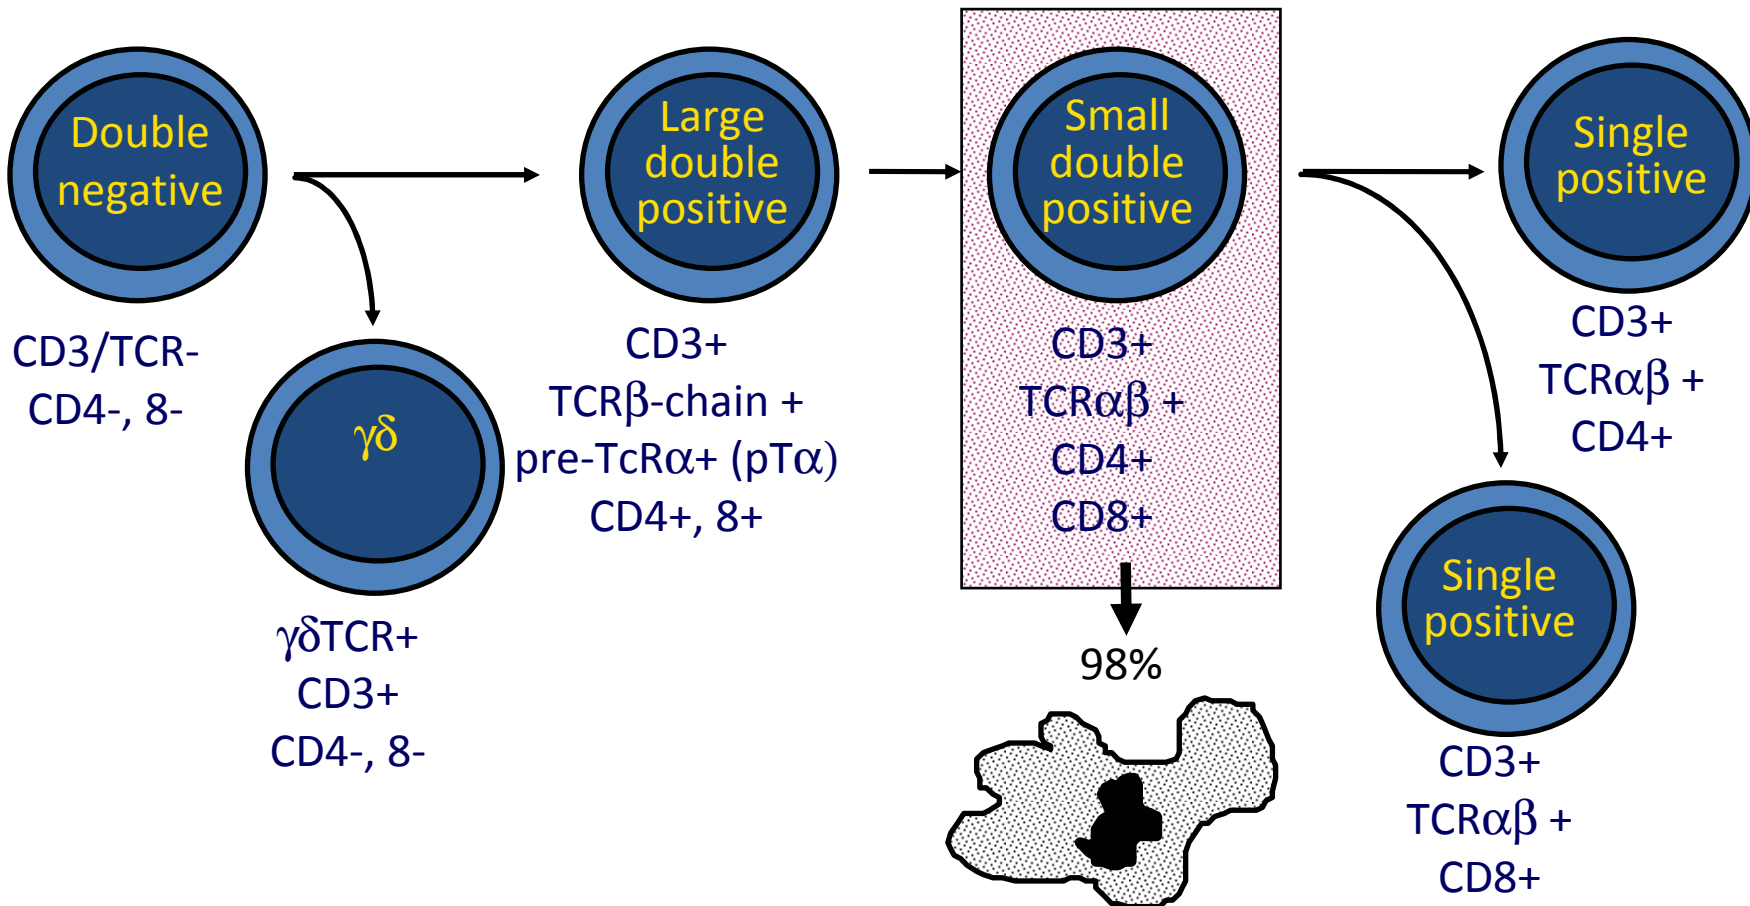 Double
negative
CD3/TCR-
CD4-, 8-
γδ
γδTCR+
CD3+
CD4-, 8-
Large
double
positive
CD3+
TCRβ-chain +
pre-TcRα+ (pTα)
CD4+, 8+
Small
double
positive
CD3+
TCRαβ +
CD4+
CD8+
98%
Single
positive
CD3+
TCRαβ +
CD4+
Single
positive
CD3+
TCRαβ +
CD8+